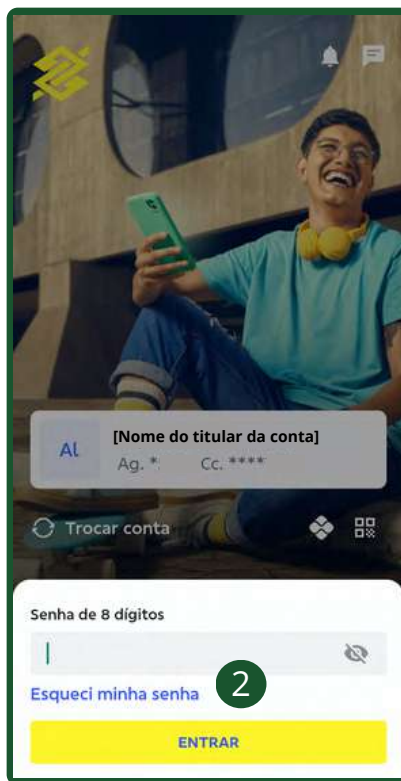 Al
[Nome do titular da conta]
Ag. *. Cc. ****
Trocar conta
Senha de 8 dígitos
Esqueci minha senha
2
ENTRAR